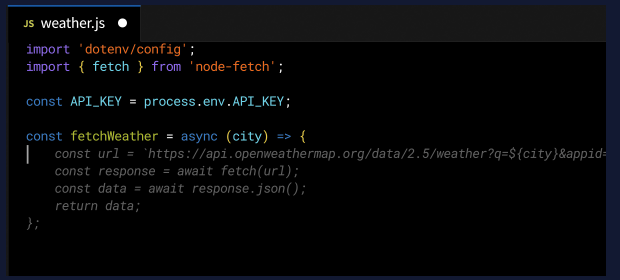 JS weather.js
import 'dotenv/config';
import { fetch } from 'node-fetch';
const API_KEY = process.env.API_KEY;
const fetchWeather = async (city) => {
const url = `https://api.openweathermap.org/data/2.5/weather?q=${city}&appid=
const response = await fetch(url);
const data = await response.json();
return data;
};